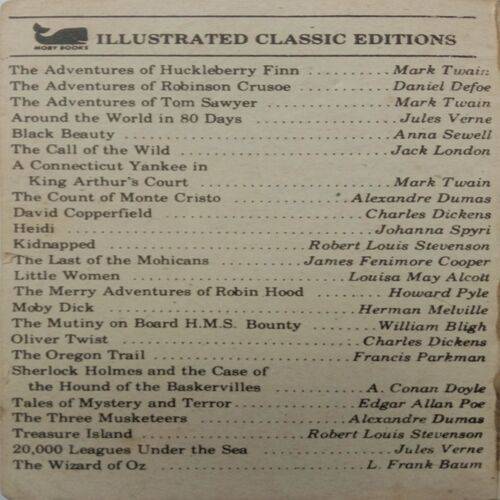 MOBY BOOKS
ILLUSTRATED CLASSIC EDITIONS
The Adventures of Huckleberry Finn .......... Mark Twain
The Adventures of Robinson Crusoe .......... Daniel Defoe
The Adventures of Tom Sawyer .......... Mark Twain
Around the World in 80 Days .......... Jules Verne
Black Beauty .......... Anna Sewell
The Call of the Wild .......... Jack London
A Connecticut Yankee in
King Arthur's Court .......... Mark Twain
The Count of Monte Cristo .......... Alexandre Dumas
David Copperfield .......... Charles Dickens
Heidi .......... Johanna Spyri
Kidnapped .......... Robert Louis Stevenson
The Last of the Mohicans .......... James Fenimore Cooper
Little Women .......... Louisa May Alcott
The Merry Adventures of Robin Hood .......... Howard Pyle
Moby Dick .......... Herman Melville
The Mutiny on Board H.M.S. Bounty .......... William Bligh
Oliver Twist .......... Charles Dickens
The Oregon Trail .......... Francis Parkman
Sherlock Holmes and the Case of
the Hound of the Baskervilles .......... A. Conan Doyle
Tales of Mystery and Terror .......... Edgar Allan Poe
The Three Musketeers .......... Alexandre Dumas
Treasure Island .......... Robert Louis Stevenson
20,000 Leagues Under the Sea .......... Jules Verne
The Wizard of Oz .......... L. Frank Baum